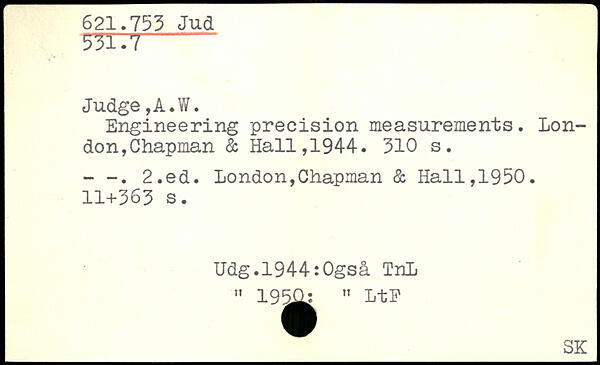 621.753 Jud
531.7
Judge,A.W.
Engineering precision measurements. Lon-
don,Chapman & Hall,1944. 310 s.
- -. 2.ed. London,Chapman & Hall,1950.
11+363 s.
Udg.1944:Også TnL
" 1950: " LtF
SK